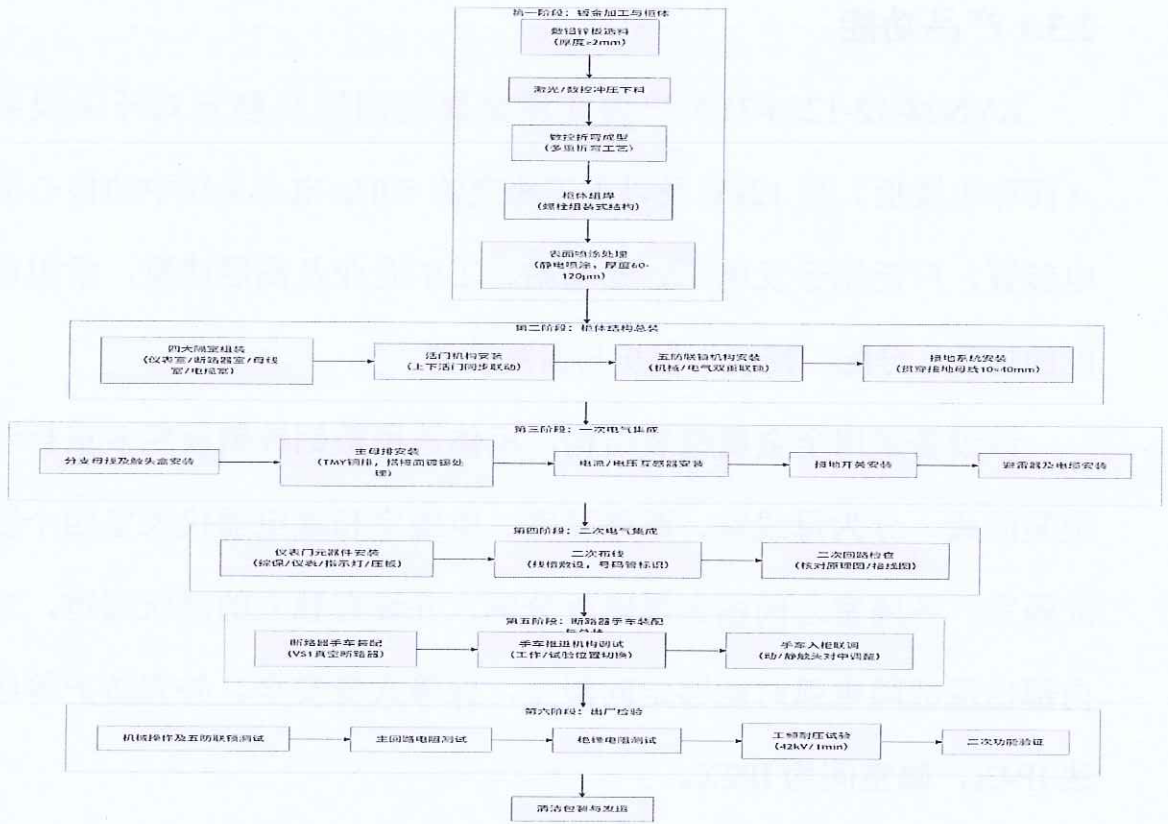 第一阶段：钣金加工与柜体
敷铝锌板选料
(厚度≥2mm)
激光/数控冲压下料
数控折弯成型
(多重折弯工艺)
柜体组焊
(螺栓组装式结构)
表面喷涂处理
(静电喷涂，厚度60-
120μm)
第二阶段：柜体结构总装
四大隔室组装
(仪表室/断路器室/母线
室/电缆室)
活门机构安装
(上下活门同步联动)
五防联锁机构安装
(机械/电气双重联锁)
接地系统安装
(贯穿接地母线10×40mm)
第三阶段：一次电气集成
分支母线及触头盒安装
主母排安装
(TMY铜排，搭接面镀锡处
理)
电流/电压互感器安装
接地开关安装
避雷器及电缆安装
第四阶段：二次电气集成
仪表门元器件安装
(综保/仪表/指示灯/压板)
二次布线
(线槽敷设，号码管标识)
二次回路检查
(核对原理图/接线图)
第五阶段：断路器手车装配
断路器手车装配
(VS1真空断路器)
手车推进机构调试
(工作/试验位置切换)
手车入柜联调
(动/静触头对中调整)
第六阶段：出厂检验
机械操作及五防联锁测试
主回路电阻测试
绝缘电阻测试
工频耐压试验
(42kV/1min)
二次功能验证
清洁包装与发运